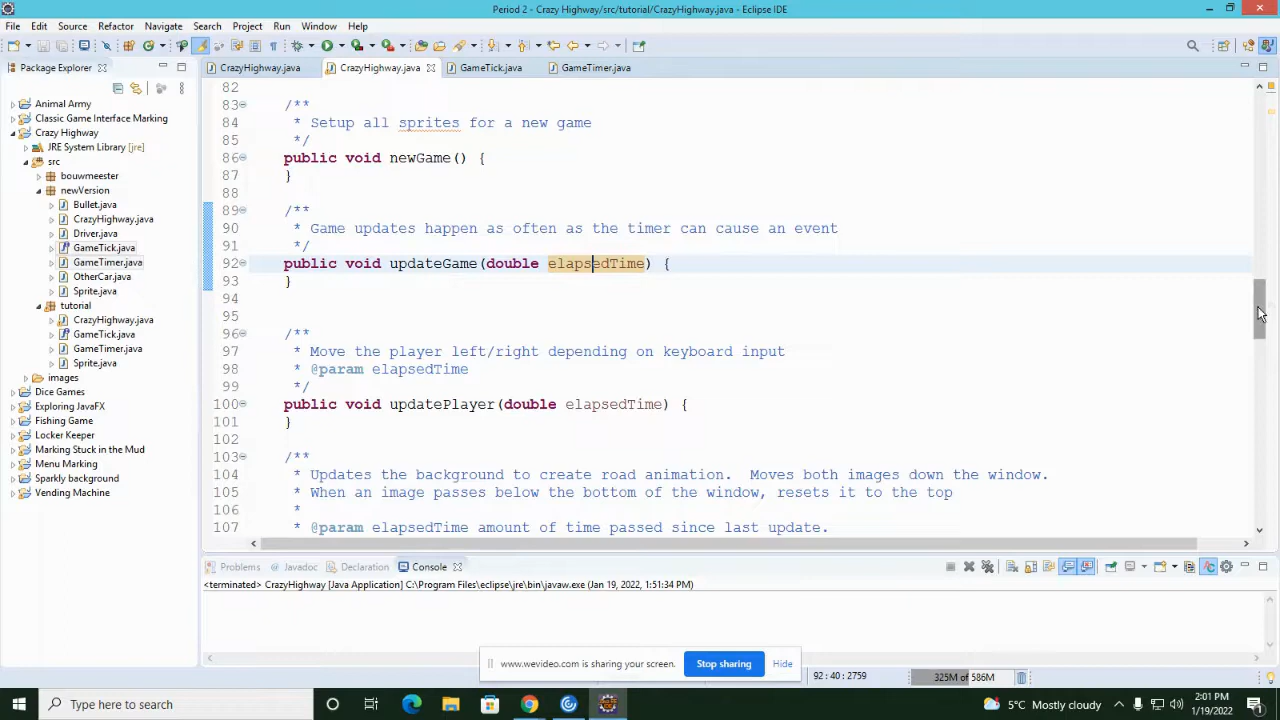 Period 2 - Crazy Highway/src/tutorial/CrazyHighway.java - Eclipse IDE
File Edit Source Refactor Navigate Search Project Run Window Help
Package Explorer
CrazyHighway.java CrazyHighway.java GameTick.java GameTimer.java
Animal Army
Classic Game Interface Marking
Crazy Highway
JRE System Library [jre]
src
bouwmeester
newVersion
Bullet.java
CrazyHighway.java
Driver.java
GameTick.java
GameTimer.java
OtherCar.java
Sprite.java
tutorial
CrazyHighway.java
GameTick.java
GameTimer.java
Sprite.java
images
Dice Games
Exploring JavaFX
Fishing Game
Locker Keeper
Marking Stuck in the Mud
Menu Marking
Sparkly background
Vending Machine
82
83 /**
84 * Setup all sprites for a new game
85 */
86 public void newGame() {
87 }
88
89 /**
90 * Game updates happen as often as the timer can cause an event
91 */
92 public void updateGame(double elapsedTime) {
93 }
94
95
96 /**
97 * Move the player left/right depending on keyboard input
98 * @param elapsedTime
99 */
100 public void updatePlayer(double elapsedTime) {
101 }
102
103 /**
104 * Updates the background to create road animation. Moves both images down the window.
105 * When an image passes below the bottom of the window, resets it to the top
106 *
107 * @param elapsedTime amount of time passed since last update.
Problems Javadoc Declaration Console
<terminated> CrazyHighway [Java Application] C:\Program Files\eclipse\jre\bin\javaw.exe (Jan 19, 2022, 1:51:34 PM)
www.wevideo.com is sharing your screen. Stop sharing Hide
92 : 40 : 2759 325M of 586M
Type here to search
5°C Mostly cloudy
2:01 PM
1/19/2022